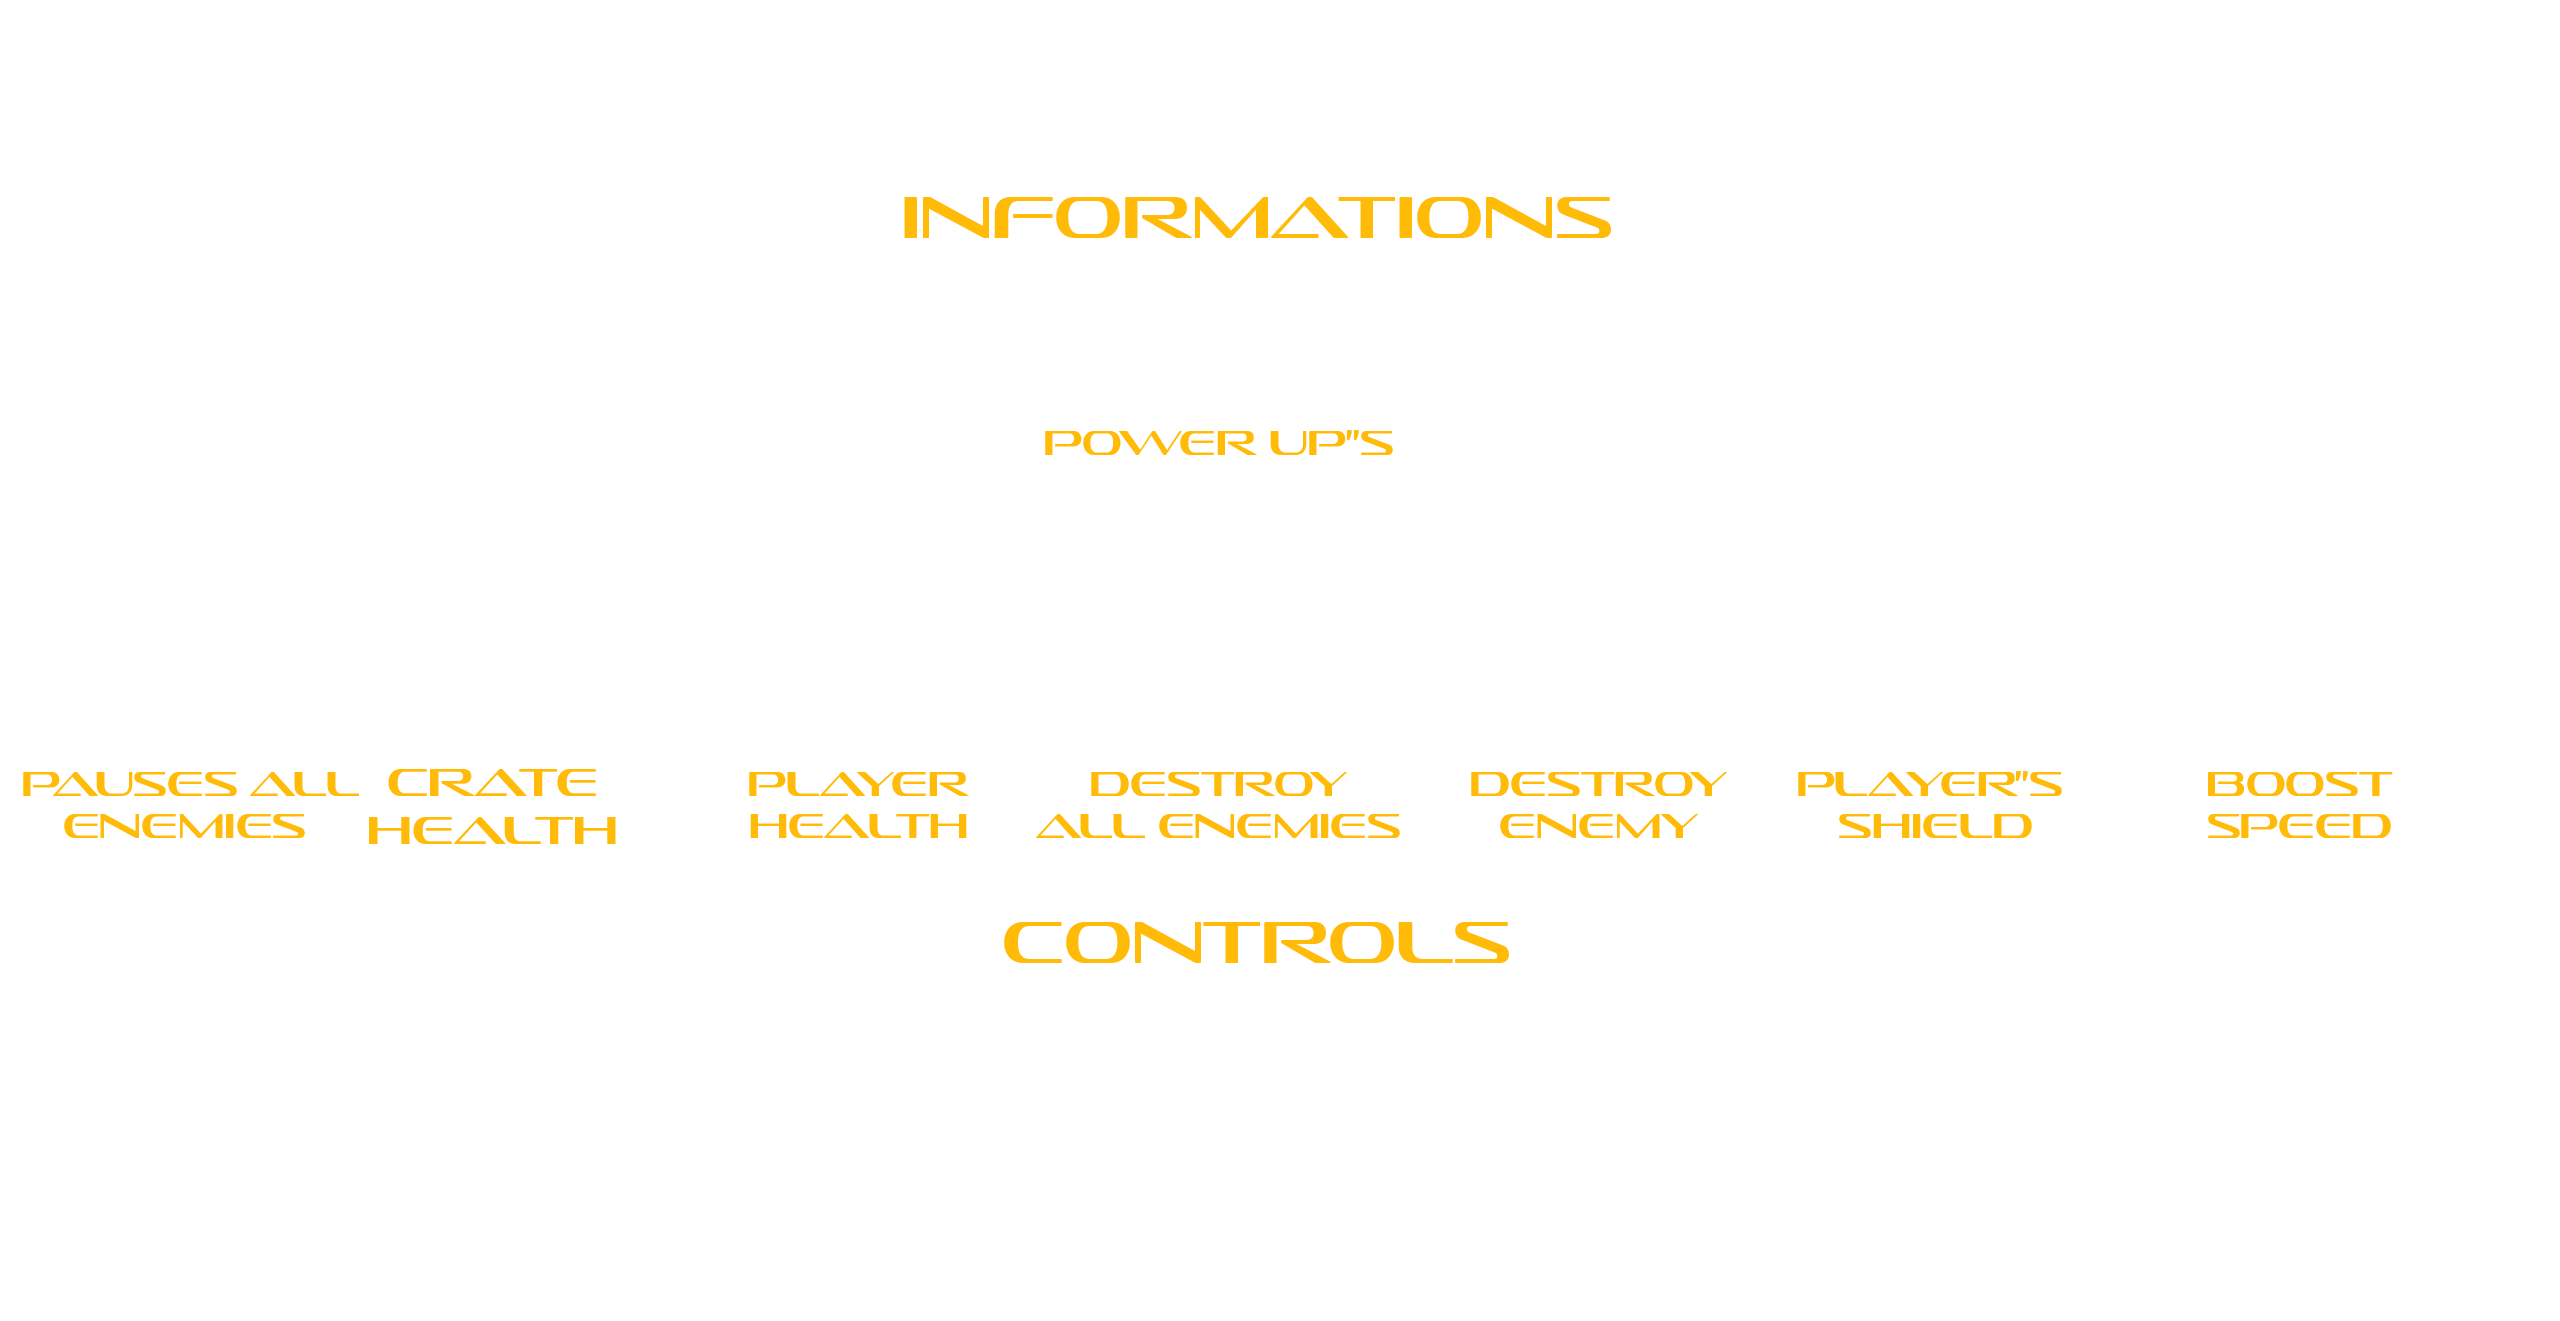 INFORMATIONS
POWER UP"S
PAUSES ALL
ENEMIES
CRATE
HEALTH
PLAYER
HEALTH
DESTROY
ALL ENEMIES
DESTROY
ENEMY
PLAYER"S
SHIELD
BOOST
SPEED
CONTROLS